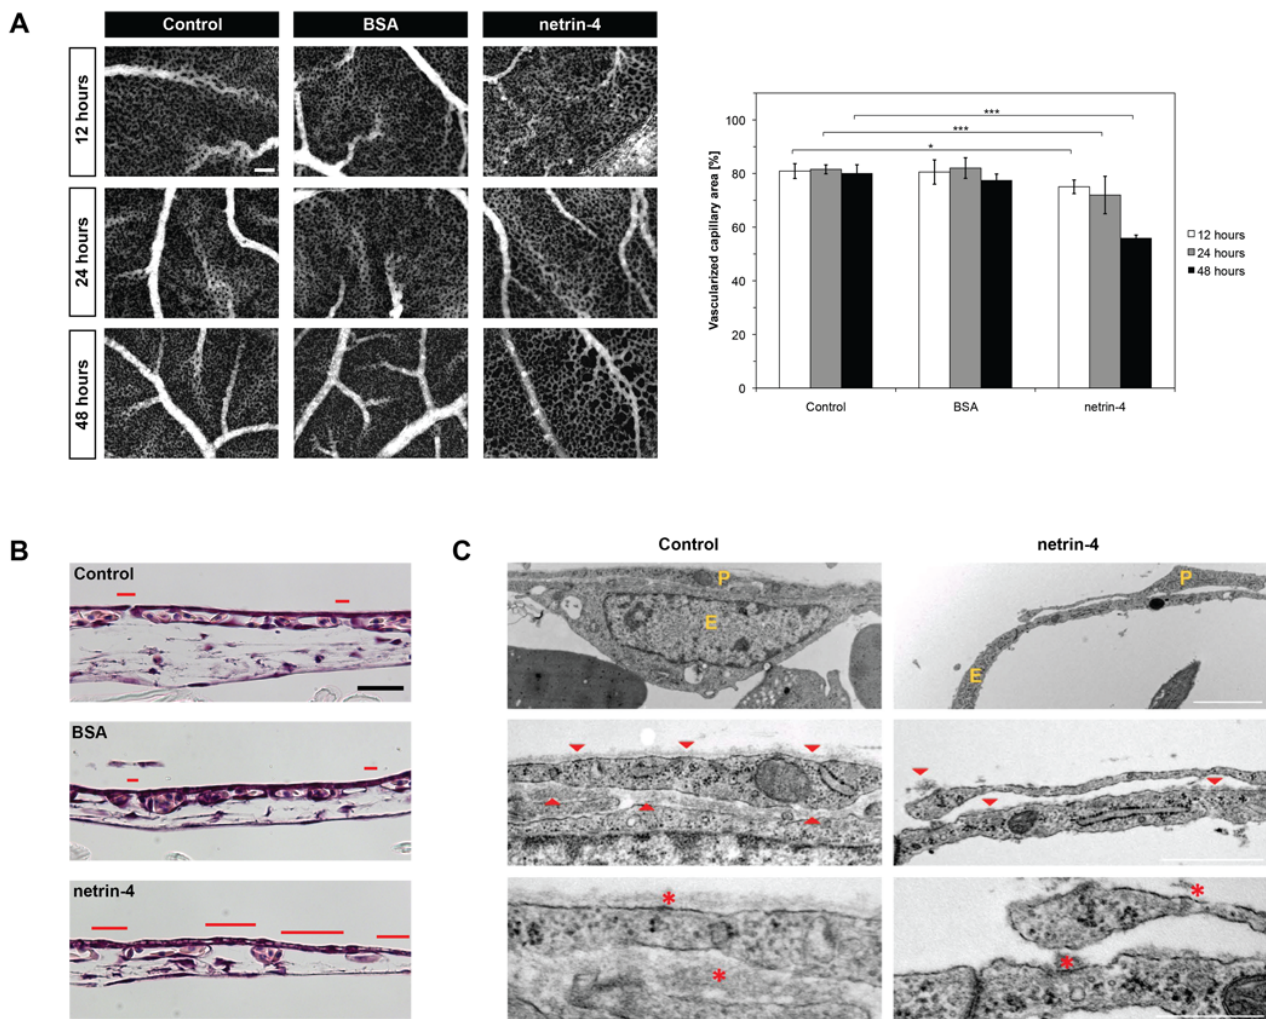 A
Control
BSA
netrin-4
12 hours
24 hours
48 hours
Vascularized capillary area [%]
100
80
60
40
20
0
***
***
*
Control
BSA
netrin-4
12 hours
24 hours
48 hours
B
Control
BSA
netrin-4
C
Control
netrin-4
P
E
P
E
*
*
*
*